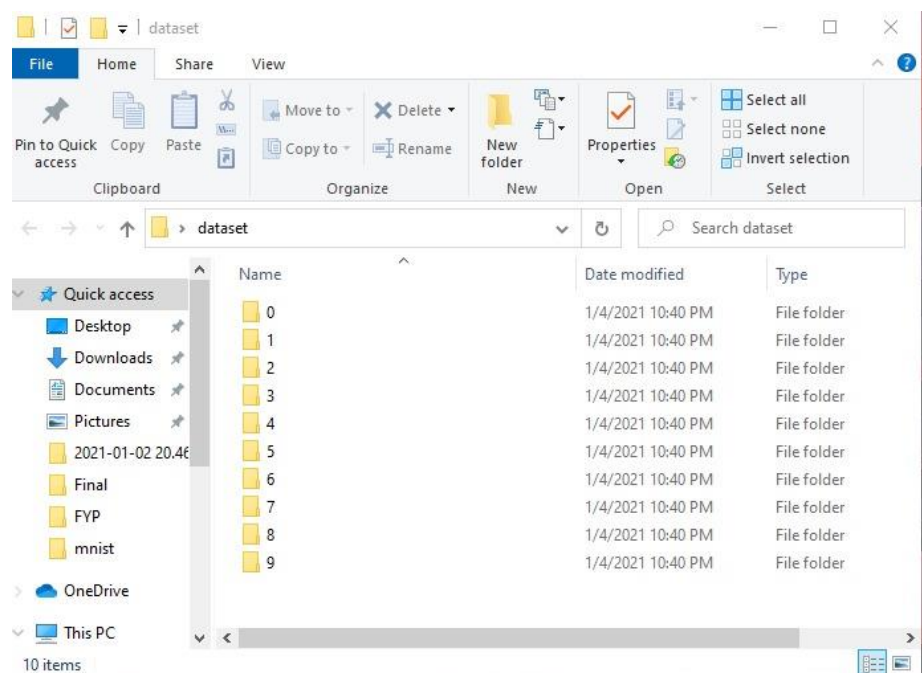 dataset
File Home Share View
Pin to Quick access Copy Paste
Move to Delete
Copy to Rename
New folder
Properties
Select all
Select none
Invert selection
Clipboard Organize New Open Select
dataset
Search dataset
Name Date modified Type
Quick access
Desktop
Downloads
Documents
Pictures
2021-01-02 20.46
Final
FYP
mnist
OneDrive
This PC
0 1/4/2021 10:40 PM File folder
1 1/4/2021 10:40 PM File folder
2 1/4/2021 10:40 PM File folder
3 1/4/2021 10:40 PM File folder
4 1/4/2021 10:40 PM File folder
5 1/4/2021 10:40 PM File folder
6 1/4/2021 10:40 PM File folder
7 1/4/2021 10:40 PM File folder
8 1/4/2021 10:40 PM File folder
9 1/4/2021 10:40 PM File folder
10 items